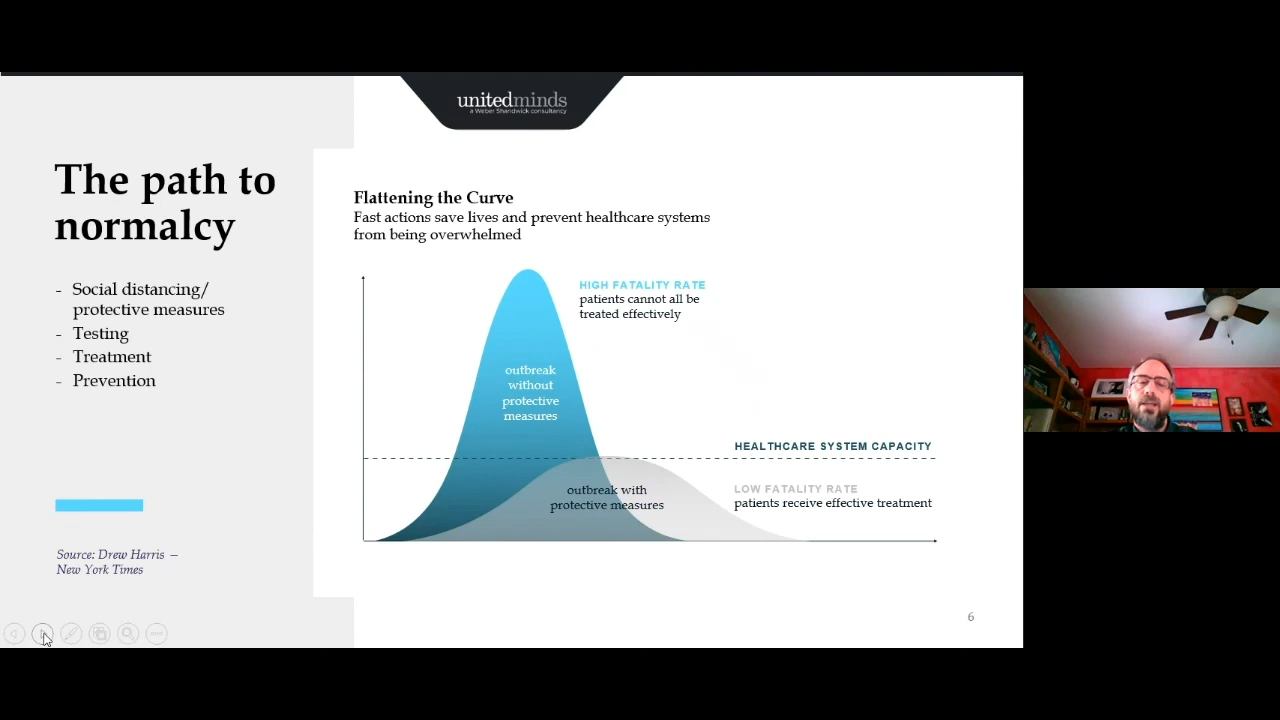 unitedminds
a Weber Shandwick consultancy
The path to
normalcy
- Social distancing/
protective measures
- Testing
- Treatment
- Prevention
Source: Drew Harris –
New York Times
Flattening the Curve
Fast actions save lives and prevent healthcare systems
from being overwhelmed
HIGH FATALITY RATE
patients cannot all be
treated effectively
outbreak
without
protective
measures
HEALTHCARE SYSTEM CAPACITY
outbreak with
protective measures
LOW FATALITY RATE
patients receive effective treatment
6